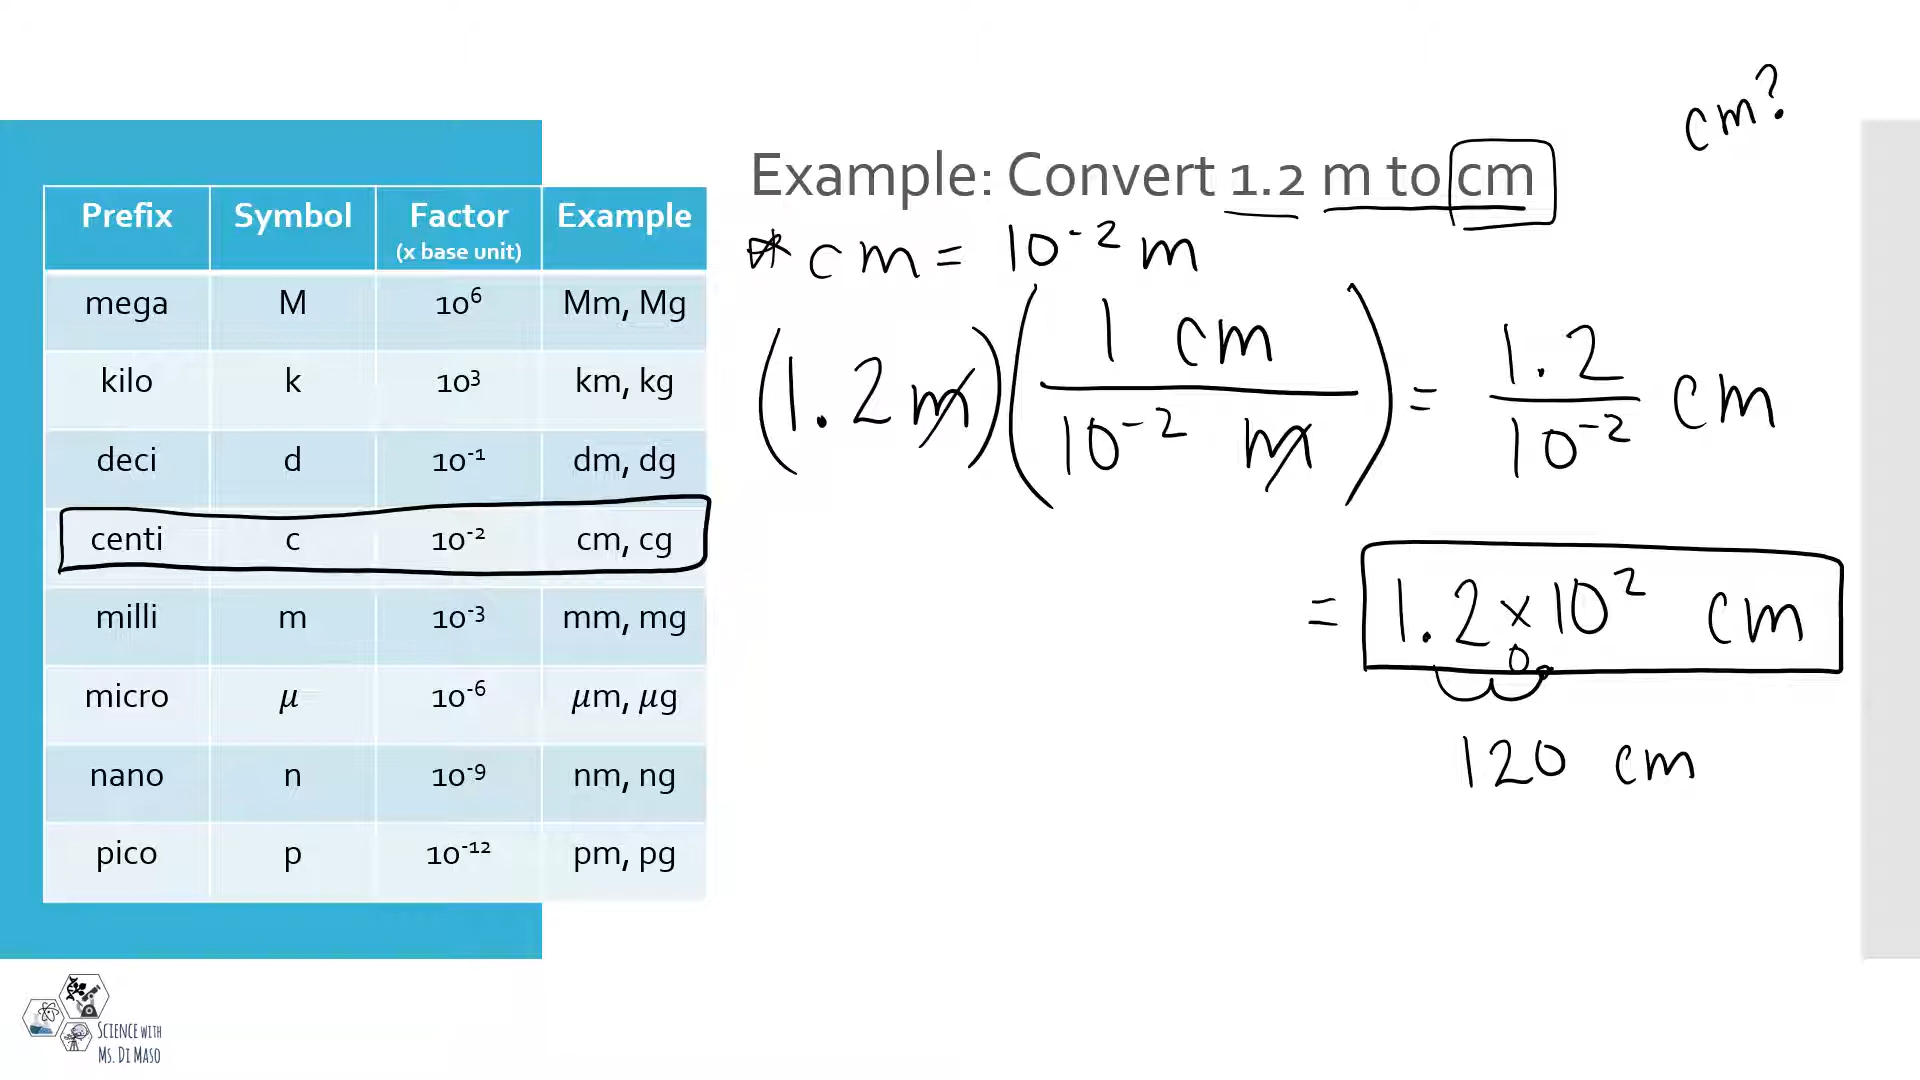 cm?
Example: Convert 1.2 m to cm
* cm = 10⁻² m
(1.2 m)(1 cm / 10⁻² m) = 1.2 / 10⁻² cm
= 1.2 x 10² cm
0.
120 cm
Prefix Symbol Factor (x base unit) Example
mega M 10⁶ Mm, Mg
kilo k 10³ km, kg
deci d 10⁻¹ dm, dg
centi c 10⁻² cm, cg
milli m 10⁻³ mm, mg
micro μ 10⁻⁶ μm, μg
nano n 10⁻⁹ nm, ng
pico p 10⁻¹² pm, pg
SCIENCE WITH
MS. DI MASO